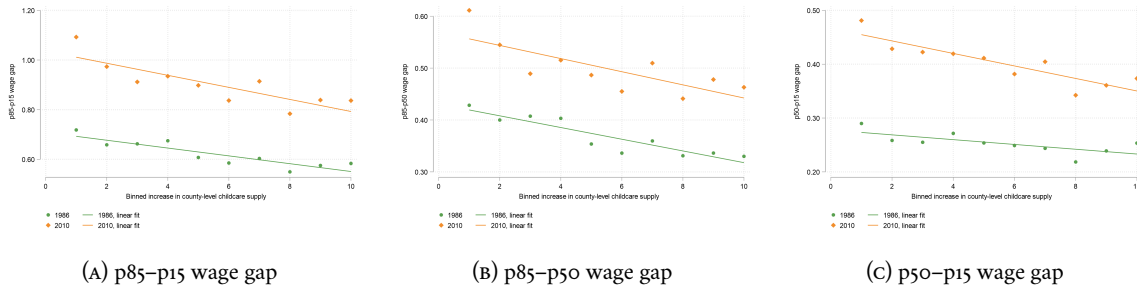 1.20
1.00
0.80
0.60
p85-p15 wage gap
0 2 4 6 8 10
Binned increase in county-level childcare supply
1986 1986, linear fit
2010 2010, linear fit
(A) p85–p15 wage gap
0.60
0.50
0.40
0.30
p85-p50 wage gap
0 2 4 6 8 10
Binned increase in county-level childcare supply
1986 1986, linear fit
2010 2010, linear fit
(B) p85–p50 wage gap
0.50
0.40
0.30
0.20
p50-p15 wage gap
0 2 4 6 8 10
Binned increase in county-level childcare supply
1986 1986, linear fit
2010 2010, linear fit
(C) p50–p15 wage gap